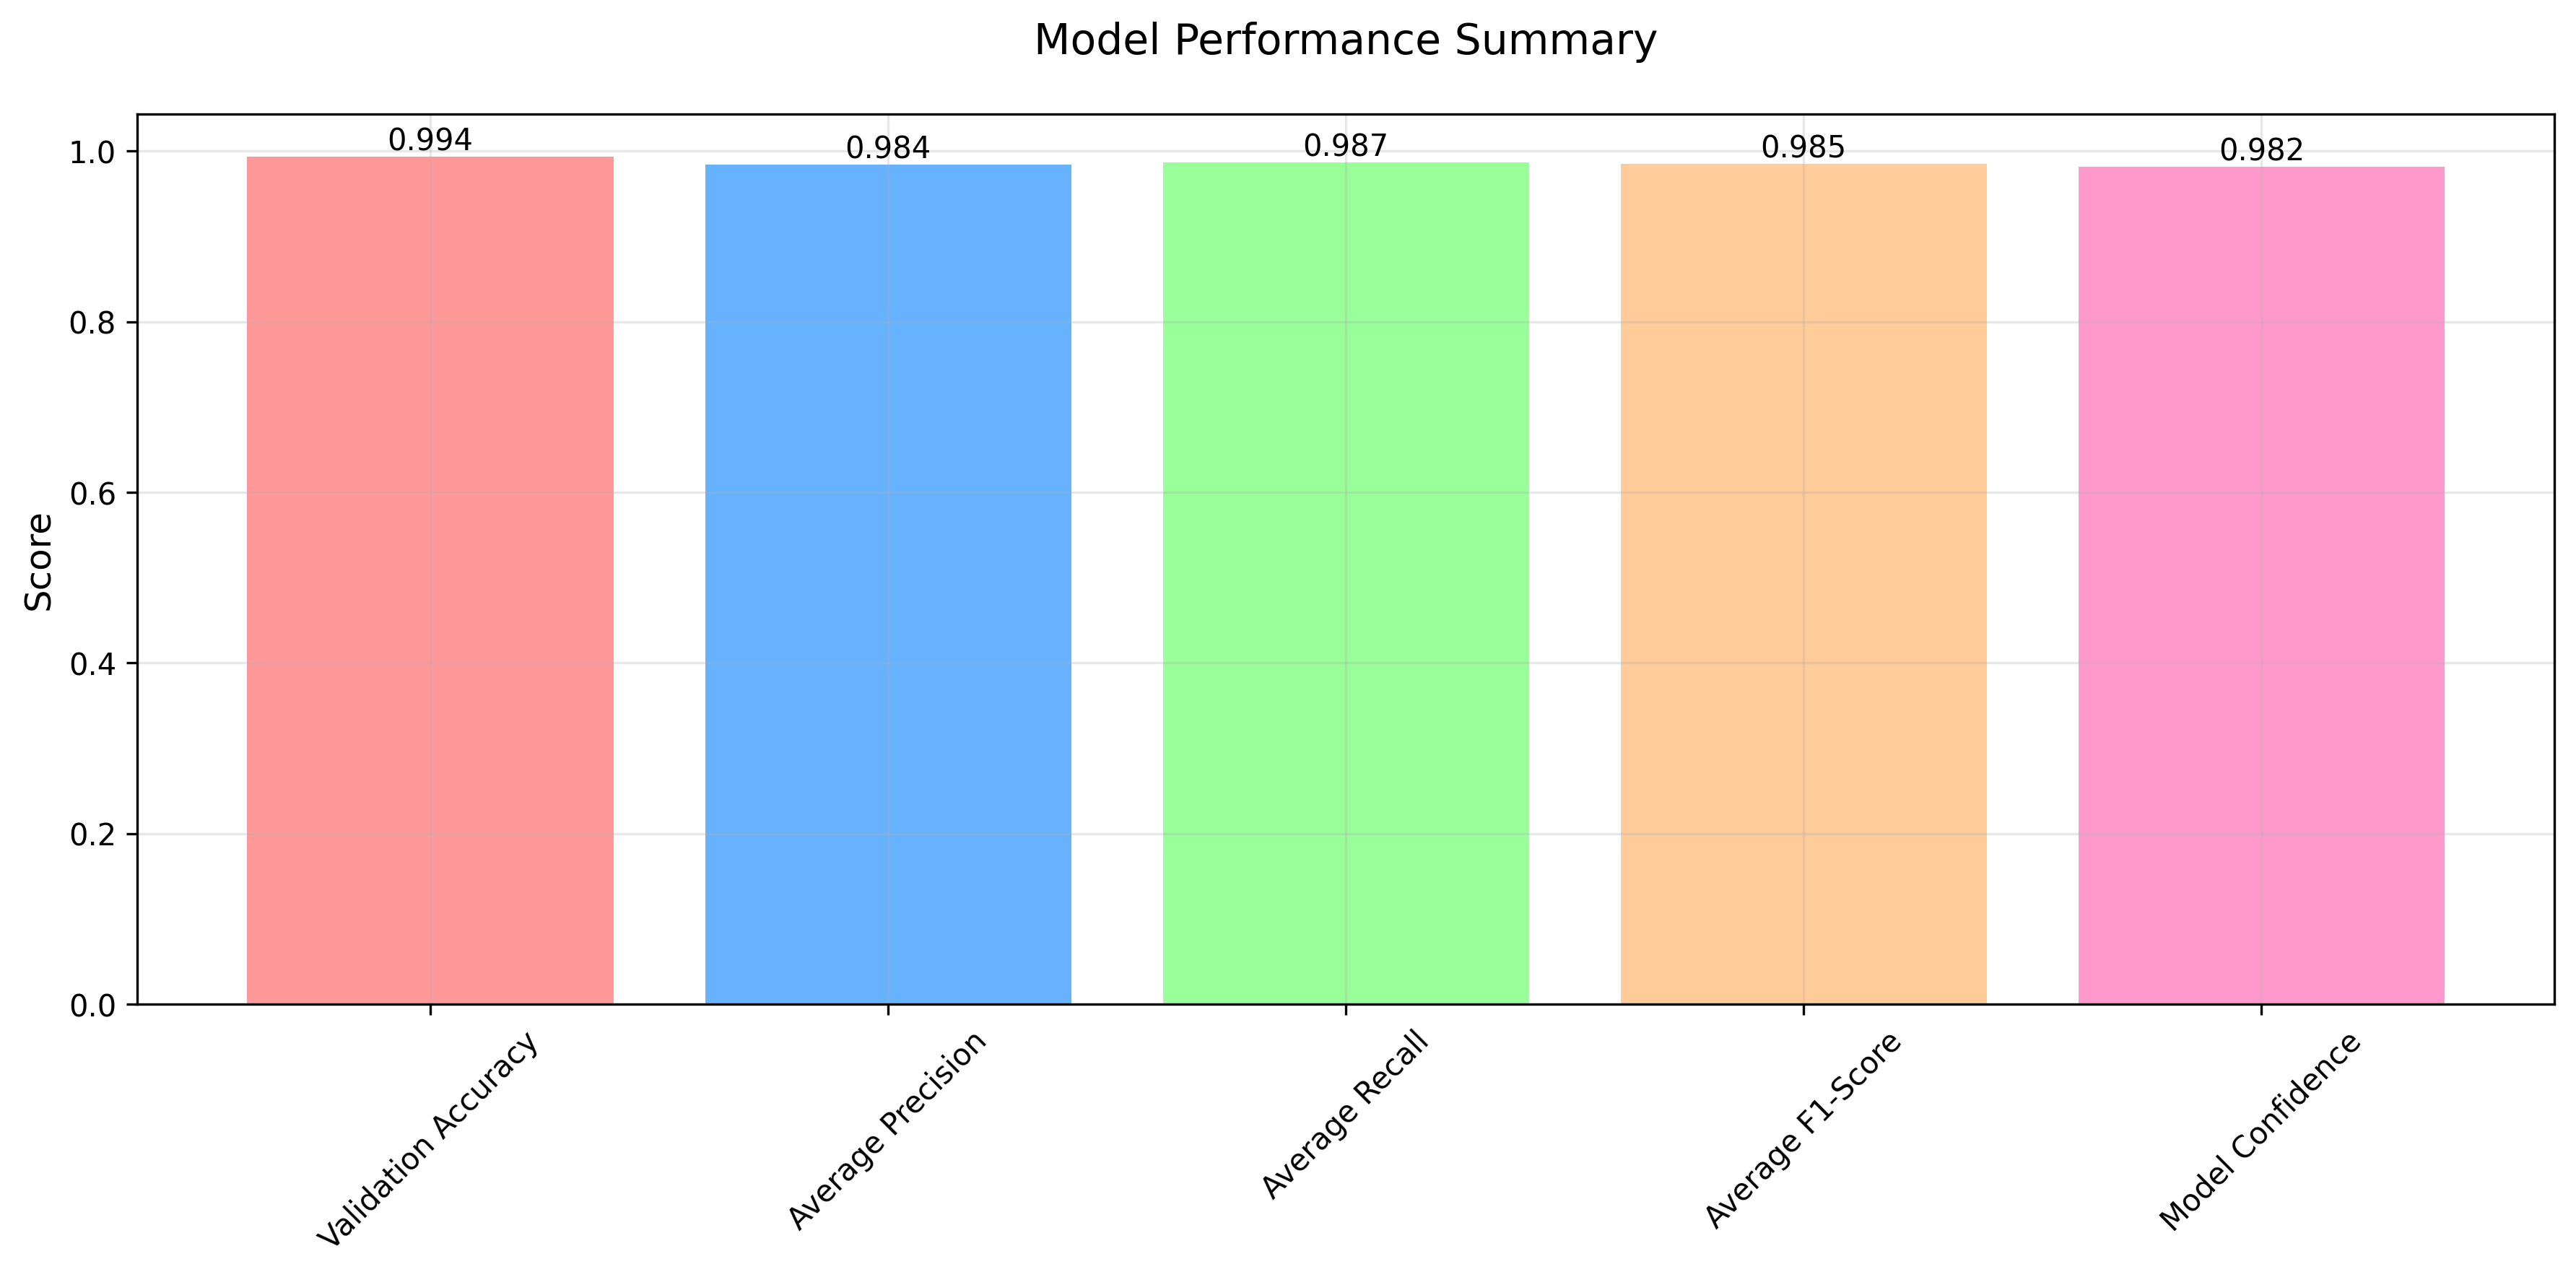 Model Performance Summary
0.994
0.984
0.987
0.985
0.982
1.0
0.8
0.6
0.4
0.2
0.0
Score
Validation Accuracy
Average Precision
Average Recall
Average F1-Score
Model Confidence